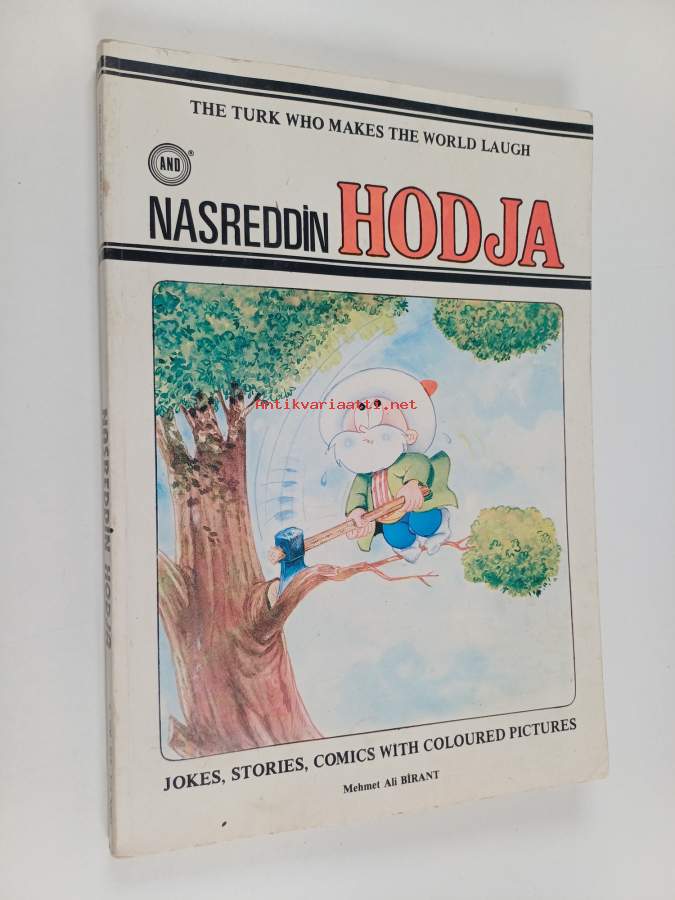 THE TURK WHO MAKES THE WORLD LAUGH
AND ®
NASREDDİN HODJA
Antikvariaatti.net
JOKES, STORIES, COMICS WITH COLOURED PICTURES
Mehmet Ali BİRANT
NASREDDİN HODJA